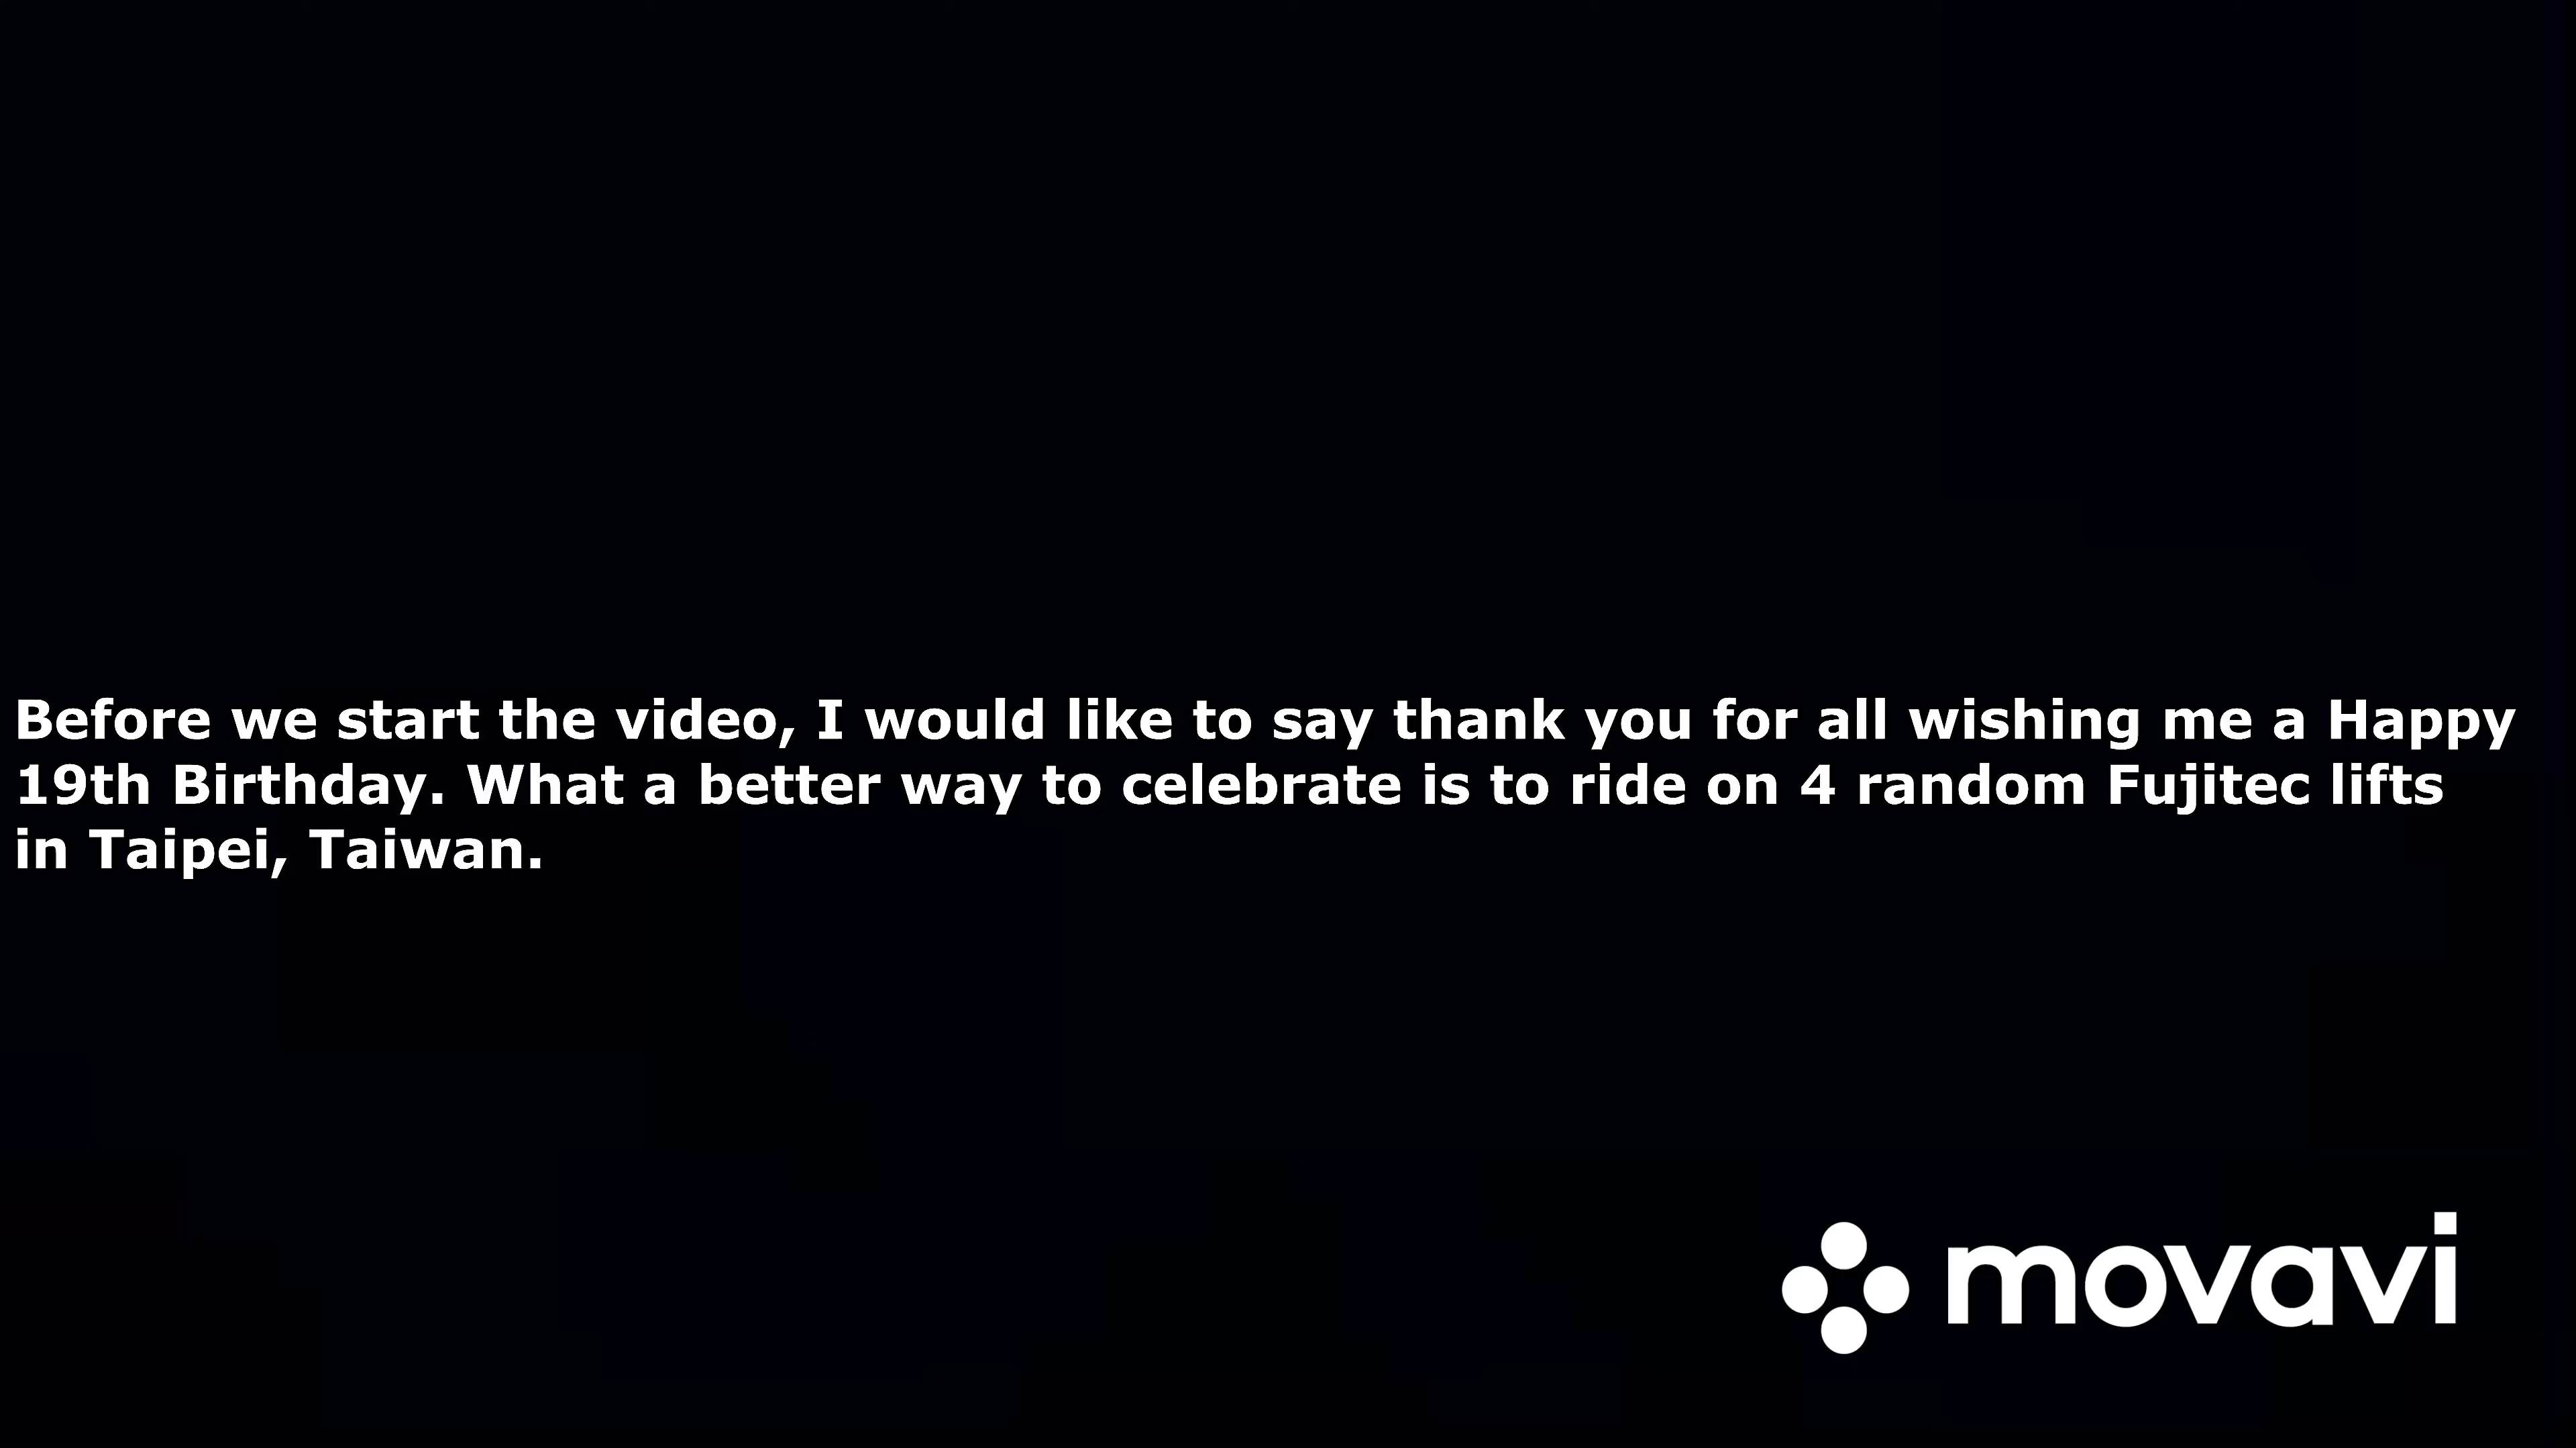 Before we start the video, I would like to say thank you for all wishing me a Happy
19th Birthday. What a better way to celebrate is to ride on 4 random Fujitec lifts
in Taipei, Taiwan.
movavi